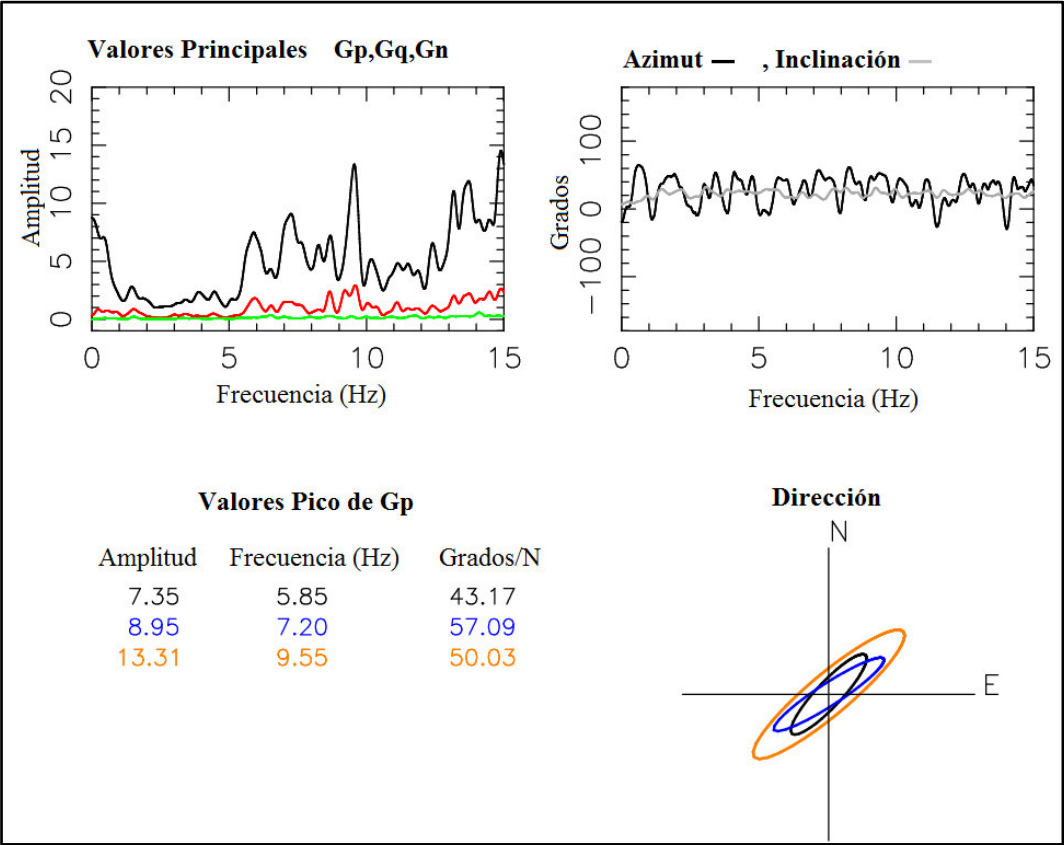 Valores Principales Gp,Gq,Gn
Amplitud
20
15
10
5
0
0 5 10 15
Frecuencia (Hz)
Azimut , Inclinación
Grados
100
0
−100
0 5 10 15
Frecuencia (Hz)
Valores Pico de Gp
Amplitud Frecuencia (Hz) Grados/N
7.35 5.85 43.17
8.95 7.20 57.09
13.31 9.55 50.03
Dirección
N
E